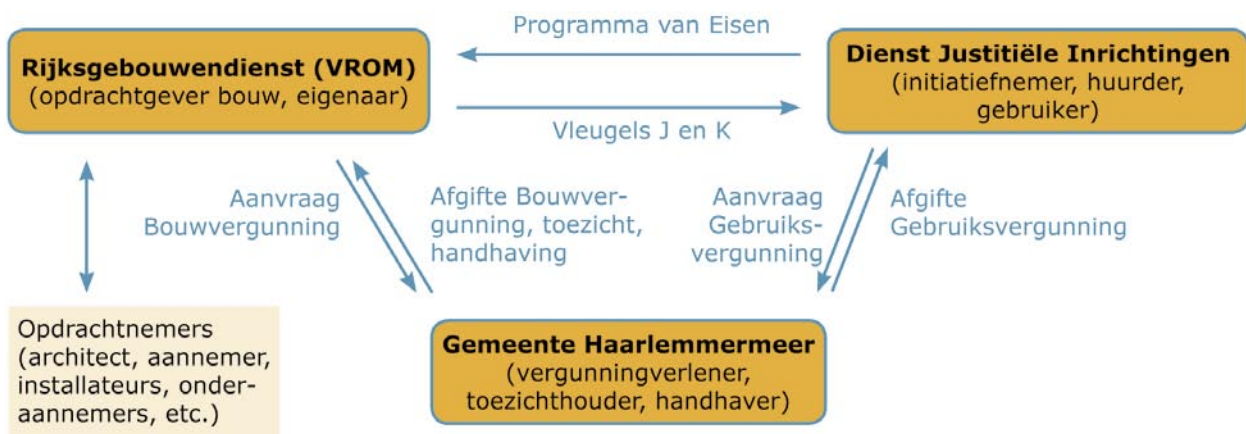 Programma van Eisen
Rijksgebouwendienst (VROM)
(opdrachtgever bouw, eigenaar)
Dienst Justitiële Inrichtingen
(initiatiefnemer, huurder,
gebruiker)
Vleugels J en K
Aanvraag
Bouwvergunning
Afgifte Bouwver-
gunning, toezicht,
handhaving
Aanvraag
Gebruiks-
vergunning
Afgifte
Gebruiksvergunning
Opdrachtnemers
(architect, aannemer,
installateurs, onder-
aannemers, etc.)
Gemeente Haarlemmermeer
(vergunningverlener,
toezichthouder, handhaver)